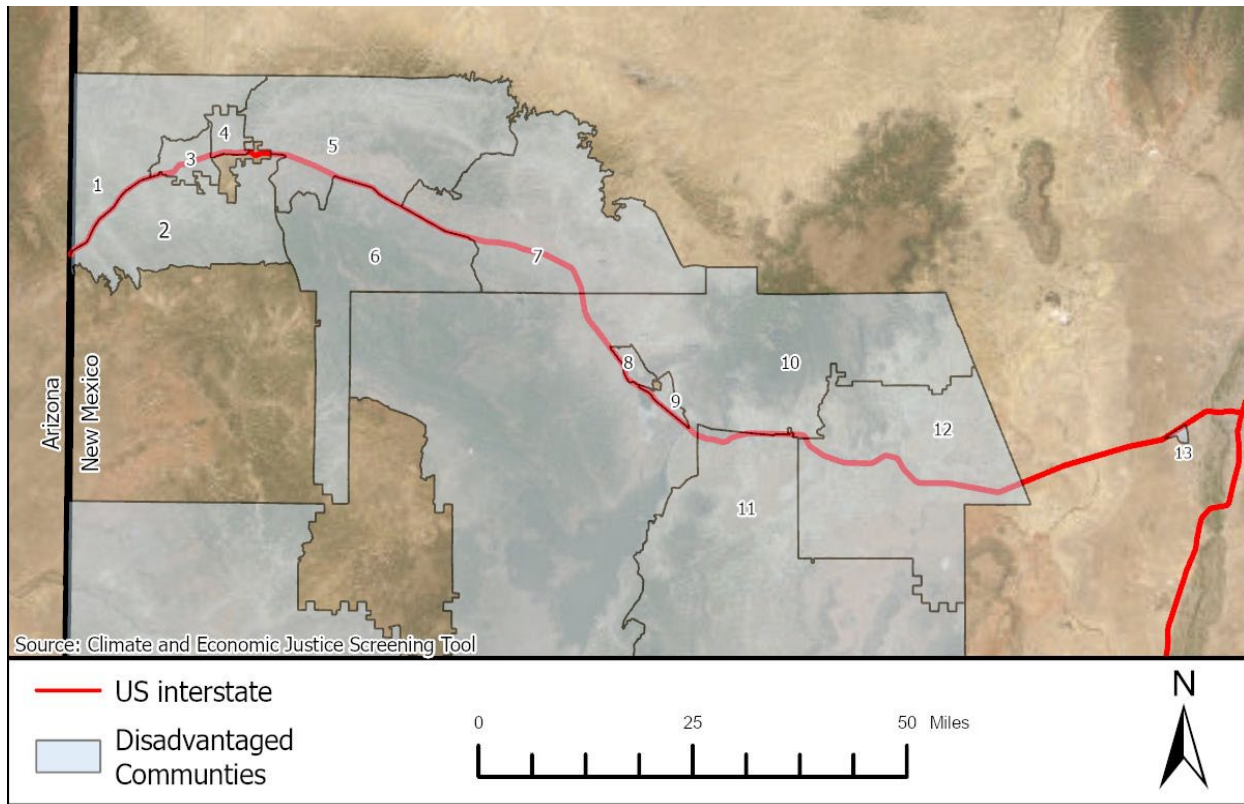 4
5
3
1
2
6
7
8
10
9
12
13
11
Arizona
New Mexico
Source: Climate and Economic Justice Screening Tool
US interstate
Disadvantaged
Communties
0 25 50 Miles
N